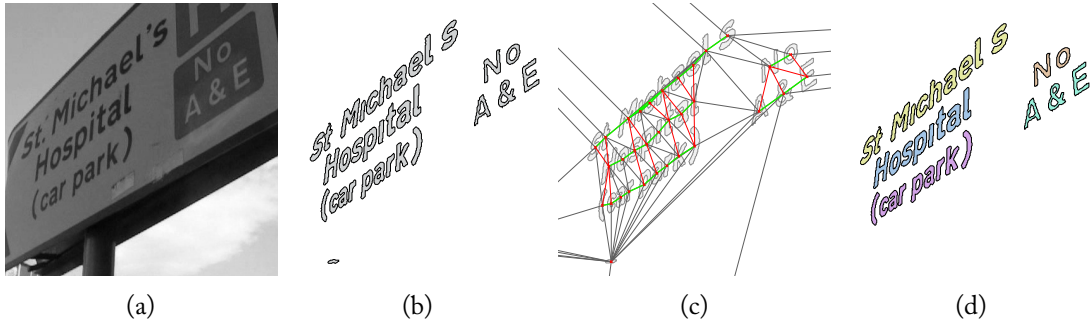 St. Michael's
Hospital
(car park)
No
A & E
St Michael s
Hospital
(car park)
No
A & E
St Michael s
Hospital
(car park)
No
A & E
(a)
(b)
(c)
(d)